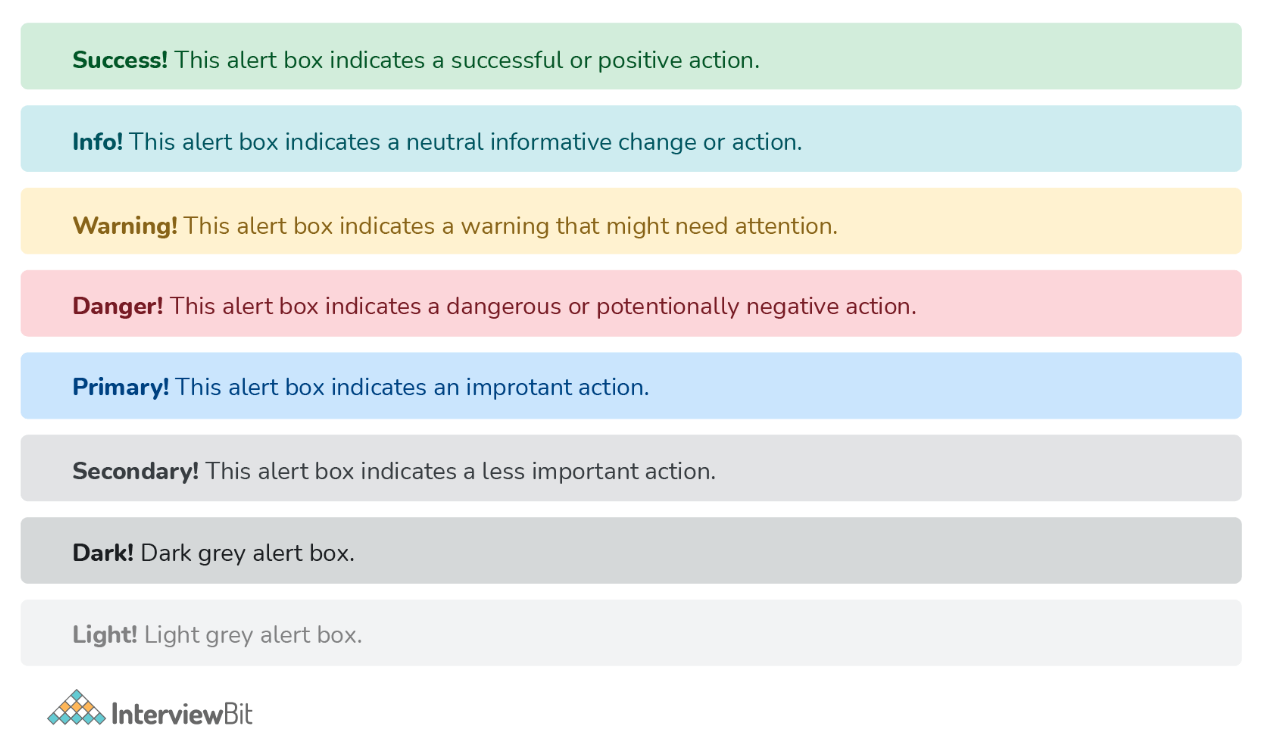 Success! This alert box indicates a successful or positive action.
Info! This alert box indicates a neutral informative change or action.
Warning! This alert box indicates a warning that might need attention.
Danger! This alert box indicates a dangerous or potentionally negative action.
Primary! This alert box indicates an improtant action.
Secondary! This alert box indicates a less important action.
Dark! Dark grey alert box.
Light! Light grey alert box.
InterviewBit